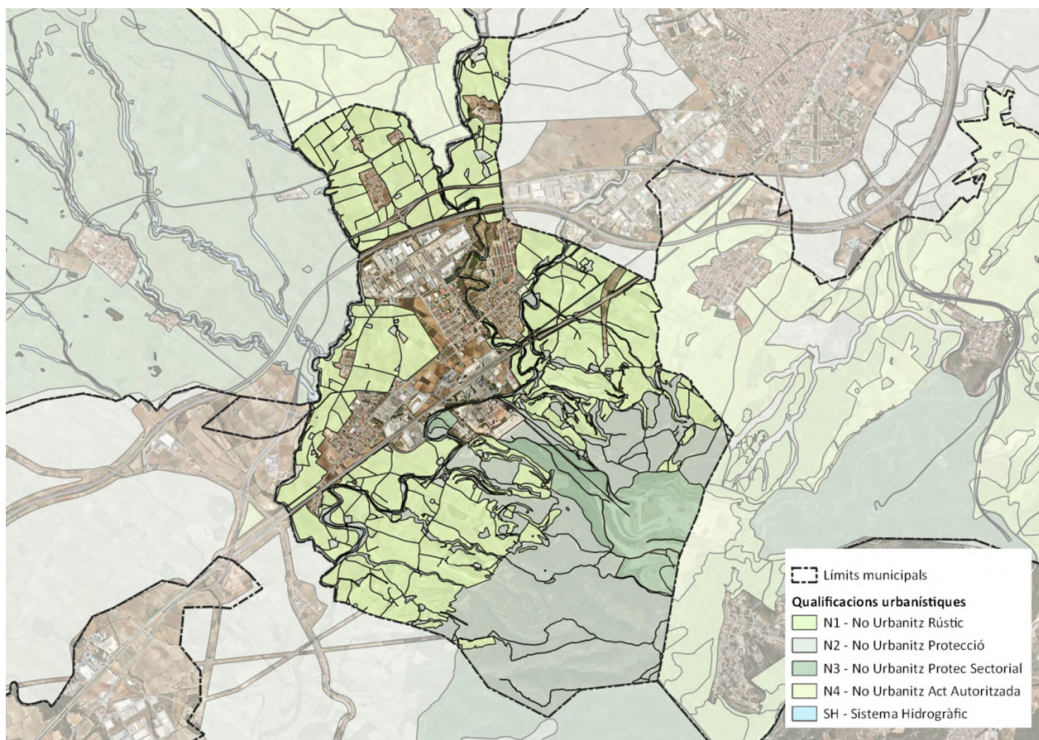 Límits municipals
Qualificacions urbanístiques
N1 - No Urbanitz Rústic
N2 - No Urbanitz Protecció
N3 - No Urbanitz Protec Sectorial
N4 - No Urbanitz Act Autoritzada
SH - Sistema Hidrogràfic